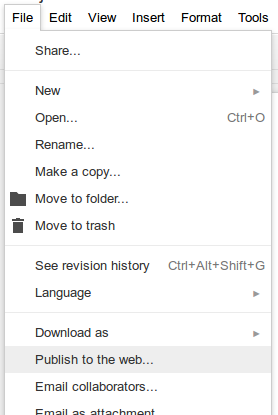 File Edit View Insert Format Tools
Share...
New
Open... Ctrl+O
Rename...
Make a copy...
Move to folder...
Move to trash
See revision history Ctrl+Alt+Shift+G
Language
Download as
Publish to the web...
Email collaborators...
Email as attachment